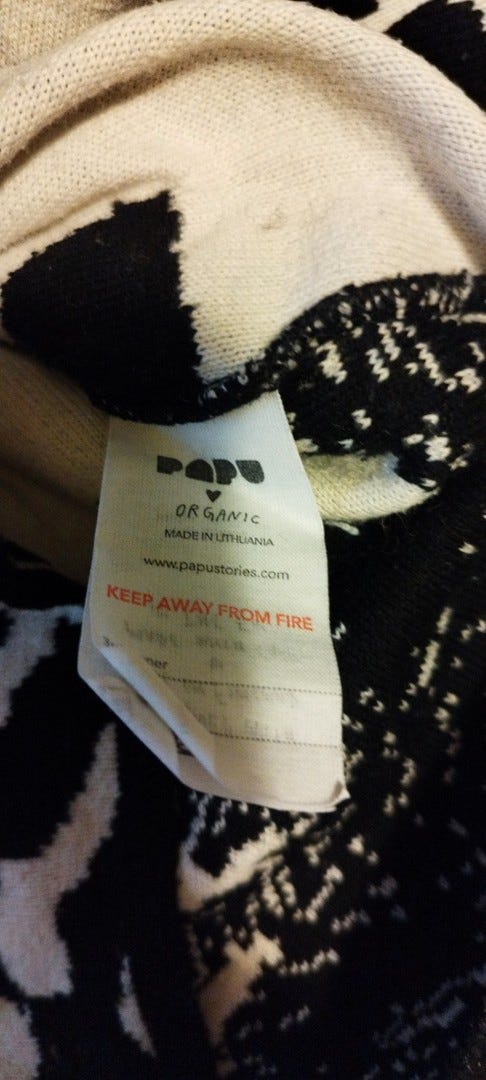 PAPU
ORGANIC
MADE IN LITHUANIA
www.papustories.com
KEEP AWAY FROM FIRE